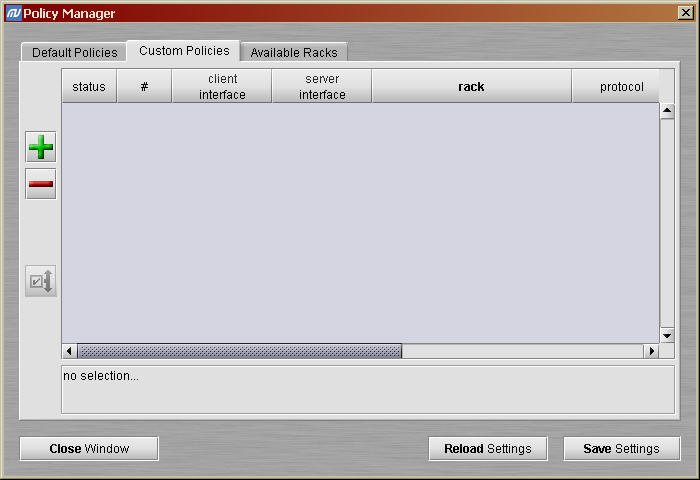 Policy Manager
Default Policies
Custom Policies
Available Racks
status
#
client
interface
server
interface
rack
protocol
no selection...
Close Window
Reload Settings
Save Settings